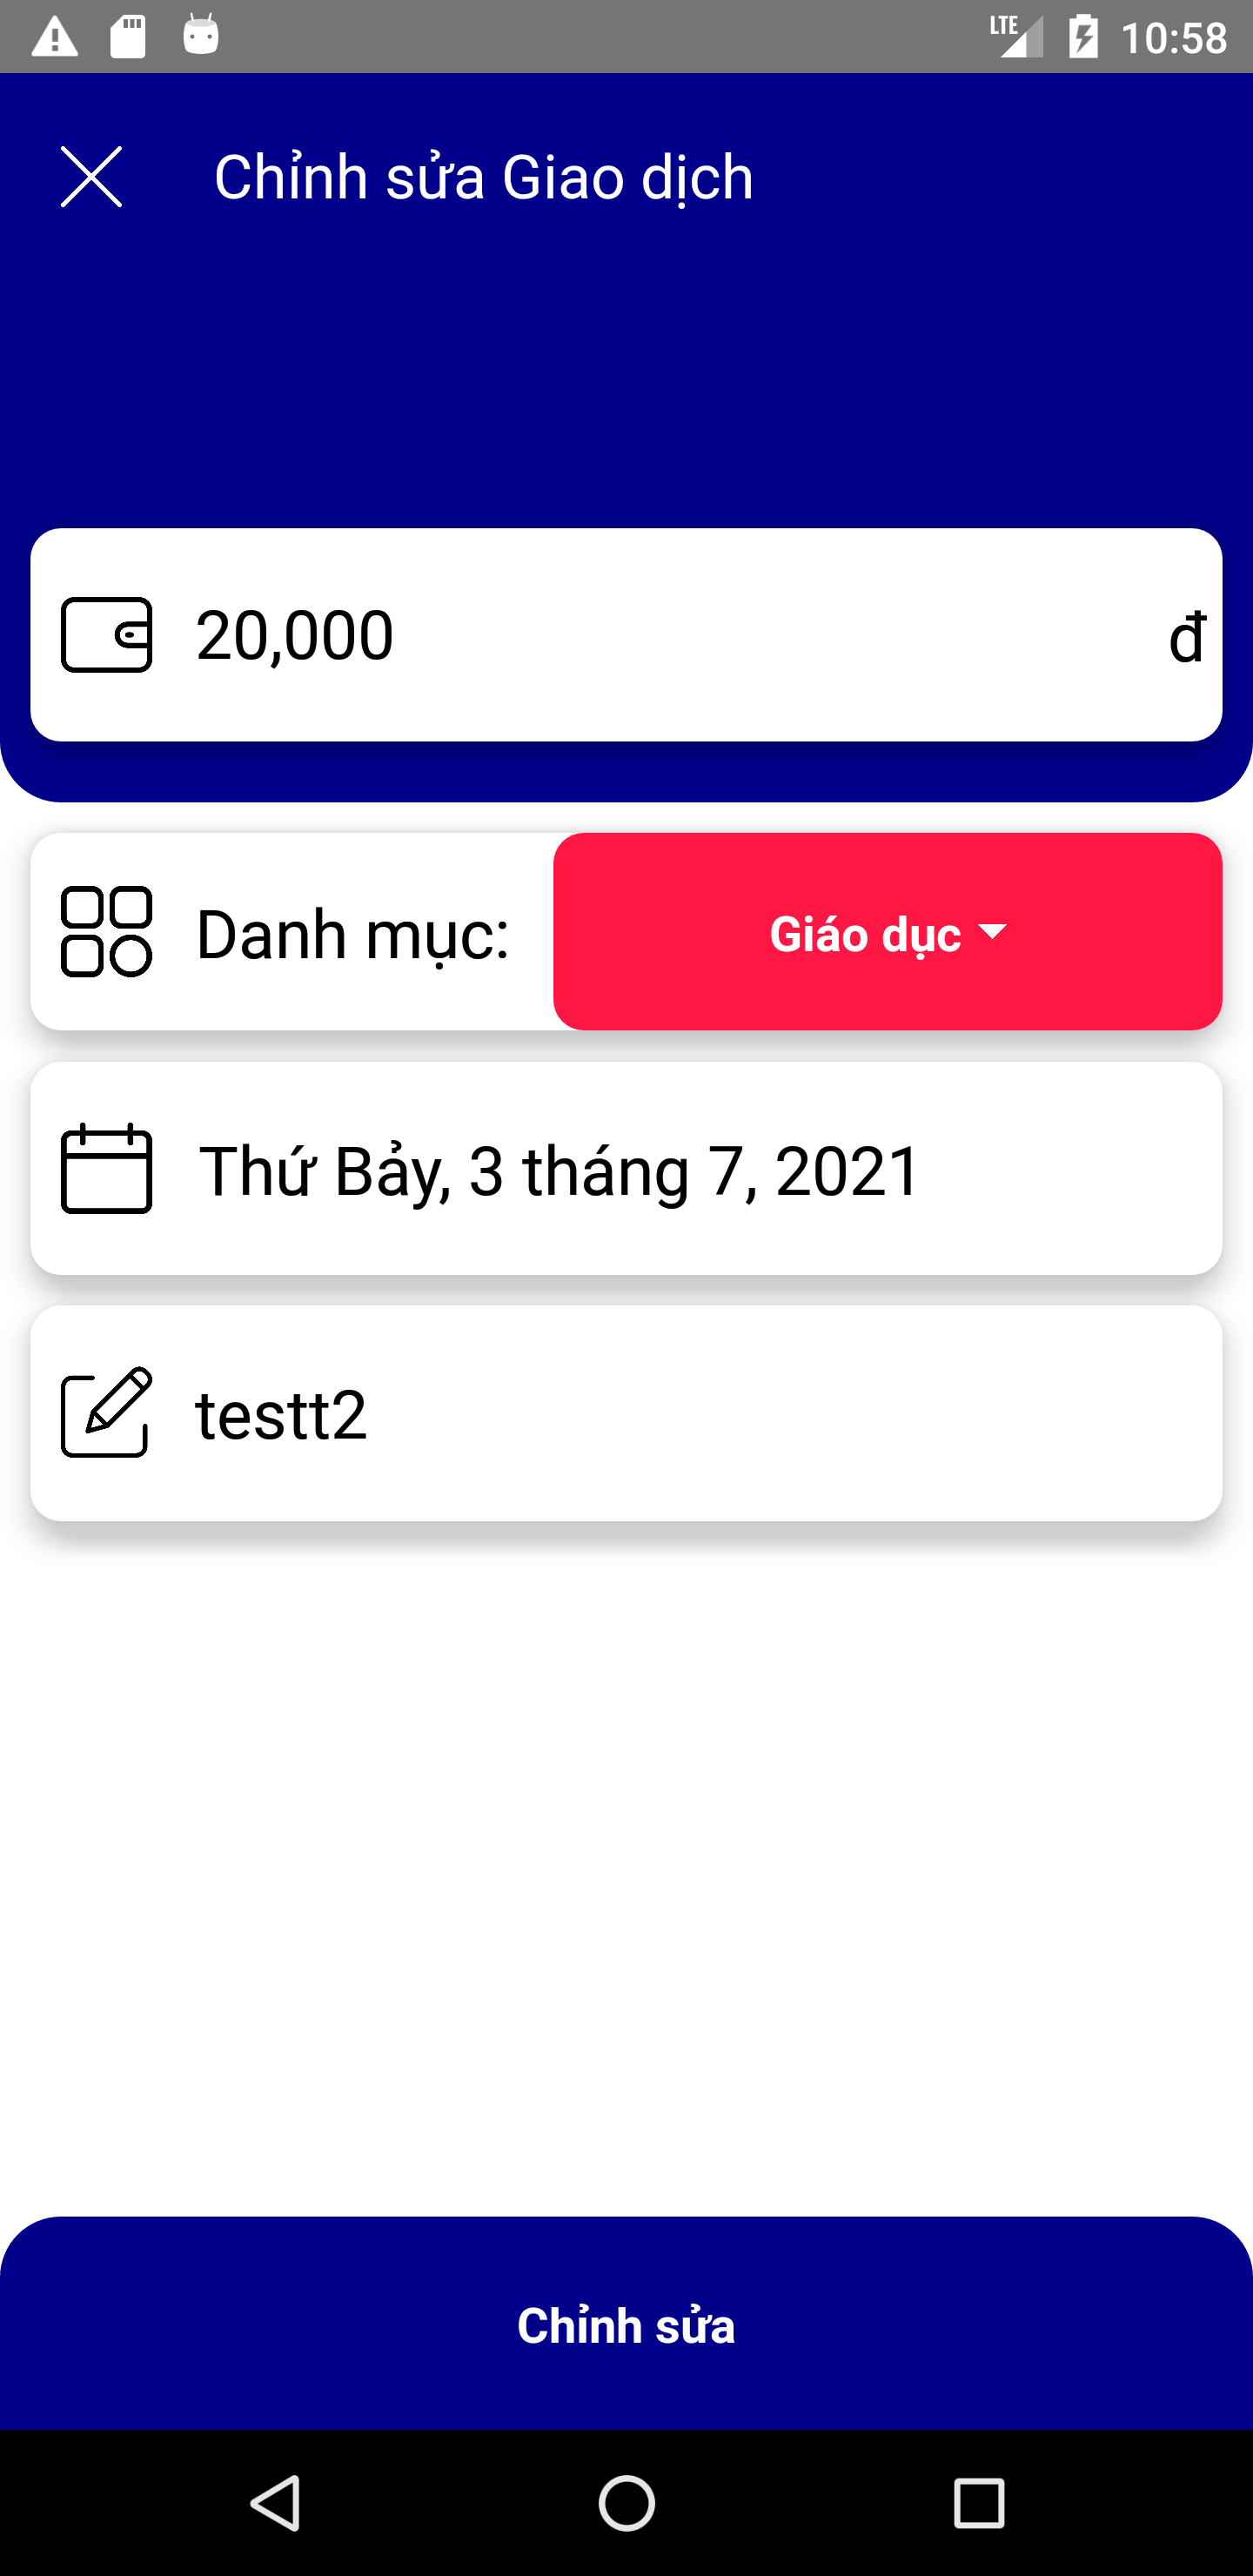 LTE 10:58
Chỉnh sửa Giao dịch
20,000 đ
Danh mục: Giáo dục
Thứ Bảy, 3 tháng 7, 2021
testt2
Chỉnh sửa